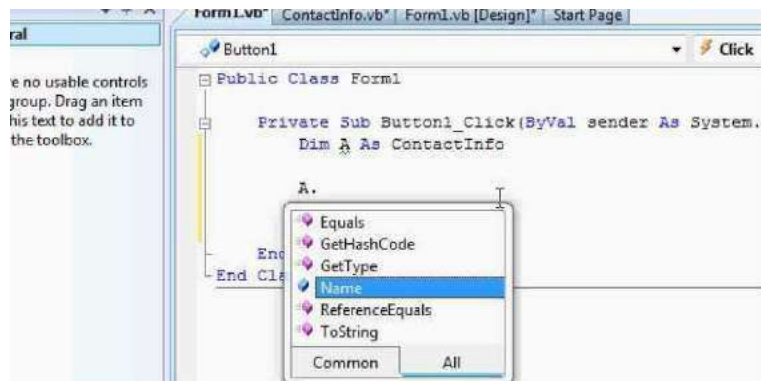 Form1.vb* ContactInfo.vb* Form1.vb [Design]* Start Page
ral
Button1 Click
e no usable controls
group. Drag an item
his text to add it to
the toolbox.
Public Class Form1
Private Sub Button1_Click(ByVal sender As System.
Dim A As ContactInfo
A.
Equals
GetHashCode
GetType
Name
ReferenceEquals
ToString
Common All
End
End Cla